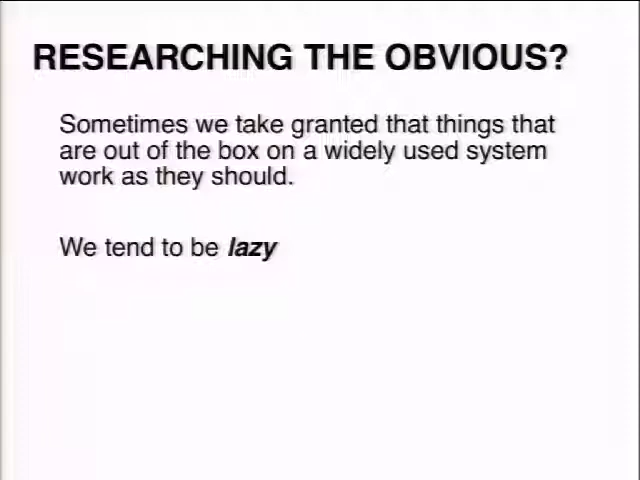 RESEARCHING THE OBVIOUS?
Sometimes we take granted that things that
are out of the box on a widely used system
work as they should.
We tend to be lazy